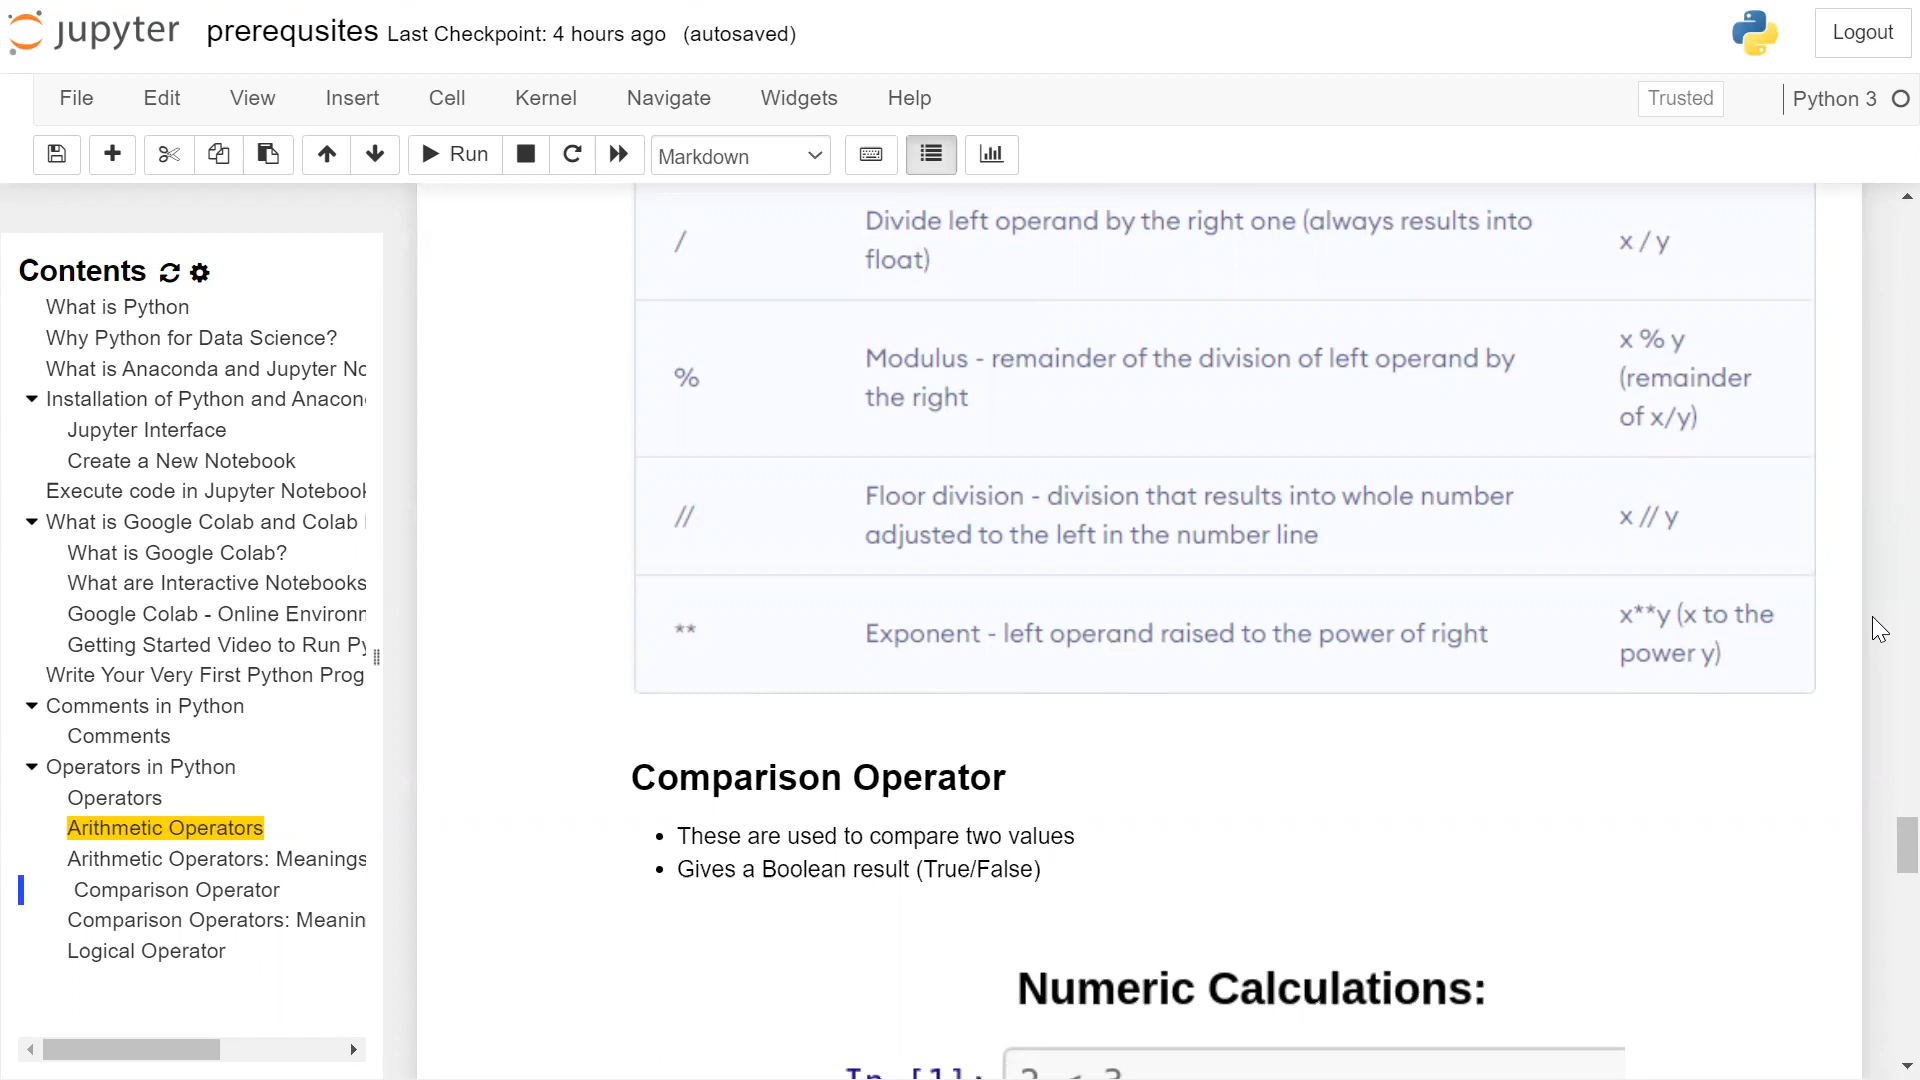 jupyter prerequsites Last Checkpoint: 4 hours ago (autosaved) Logout
File Edit View Insert Cell Kernel Navigate Widgets Help Trusted Python 3
Run Markdown
Contents
What is Python
Why Python for Data Science?
What is Anaconda and Jupyter No
Installation of Python and Anacon
Jupyter Interface
Create a New Notebook
Execute code in Jupyter Notebook
What is Google Colab and Colab
What is Google Colab?
What are Interactive Notebooks
Google Colab - Online Environm
Getting Started Video to Run Py
Write Your Very First Python Prog
Comments in Python
Comments
Operators in Python
Operators
Arithmetic Operators
Arithmetic Operators: Meanings
Comparison Operator
Comparison Operators: Meanin
Logical Operator
/ Divide left operand by the right one (always results into
float) x / y
% Modulus - remainder of the division of left operand by
the right
x % y
(remainder
of x/y)
// Floor division - division that results into whole number
adjusted to the left in the number line x // y
** Exponent - left operand raised to the power of right
x**y (x to the
power y)
Comparison Operator
• These are used to compare two values
• Gives a Boolean result (True/False)
Numeric Calculations:
In [1]: 2 < 3